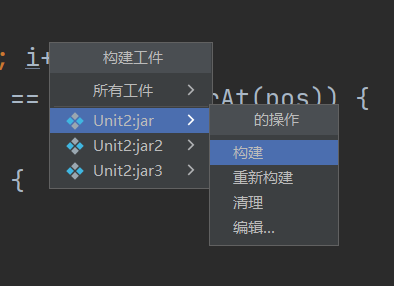 ; i+
构建工件
所有工件
== rAt(pos)) {
Unit2:jar
的操作
Unit2:jar2
构建
Unit2:jar3
重新构建
{
清理
编辑...